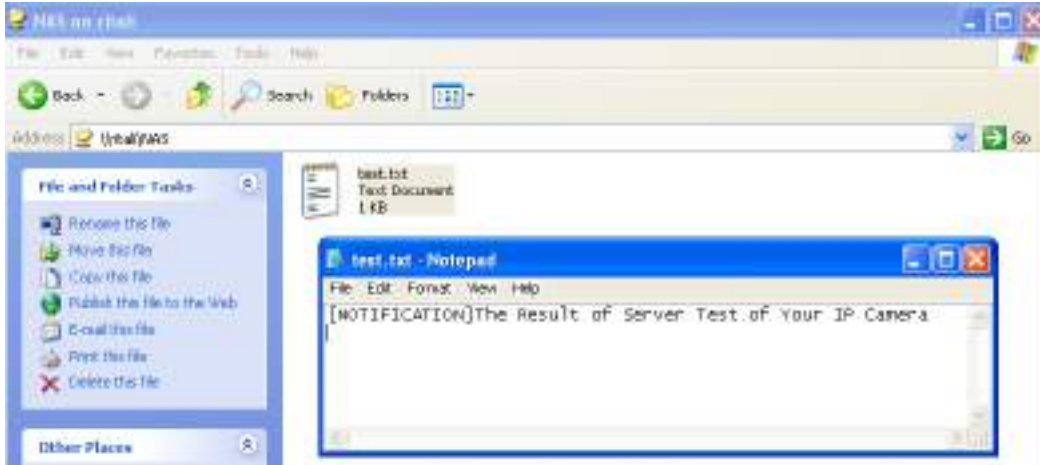 NAS on
File Edit View Favorites Tools Help
Back Search Folders
Address Go
File and Folder Tasks
Rename this file
Move this file
Copy this file
Publish this file to the Web
E-mail this file
Print this file
Delete this file
Other Places
test.txt
Text Document
1 KB
test.txt - Notepad
File Edit Format View Help
[NOTIFICATION]The Result of Server Test of Your IP Camera